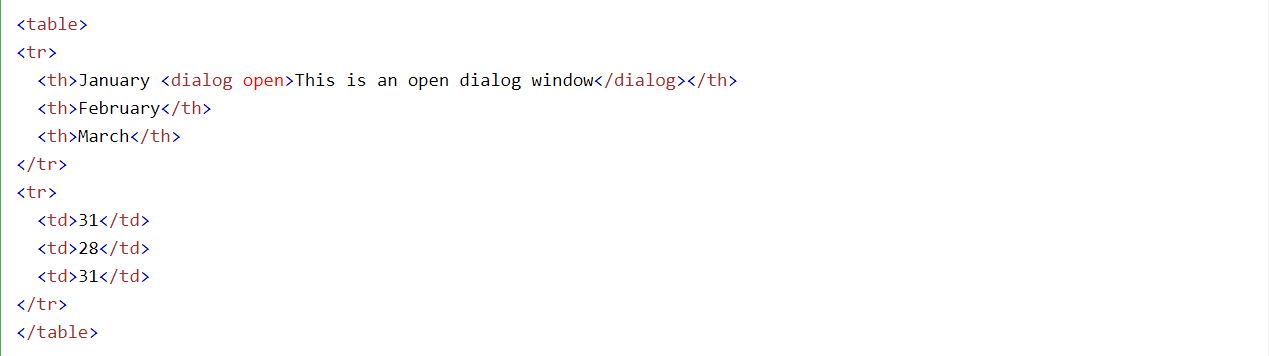 <table>
<tr>
  <th>January <dialog open>This is an open dialog window</dialog></th>
  <th>February</th>
  <th>March</th>
</tr>
<tr>
  <td>31</td>
  <td>28</td>
  <td>31</td>
</tr>
</table>